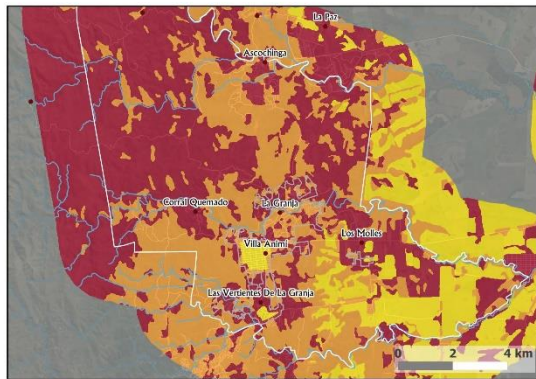 La Paz
Ascochinga
Corral Quemado
La Granja
Villa Animi
Los Molles
Las Vertientes De La Granja
0 2 4 km